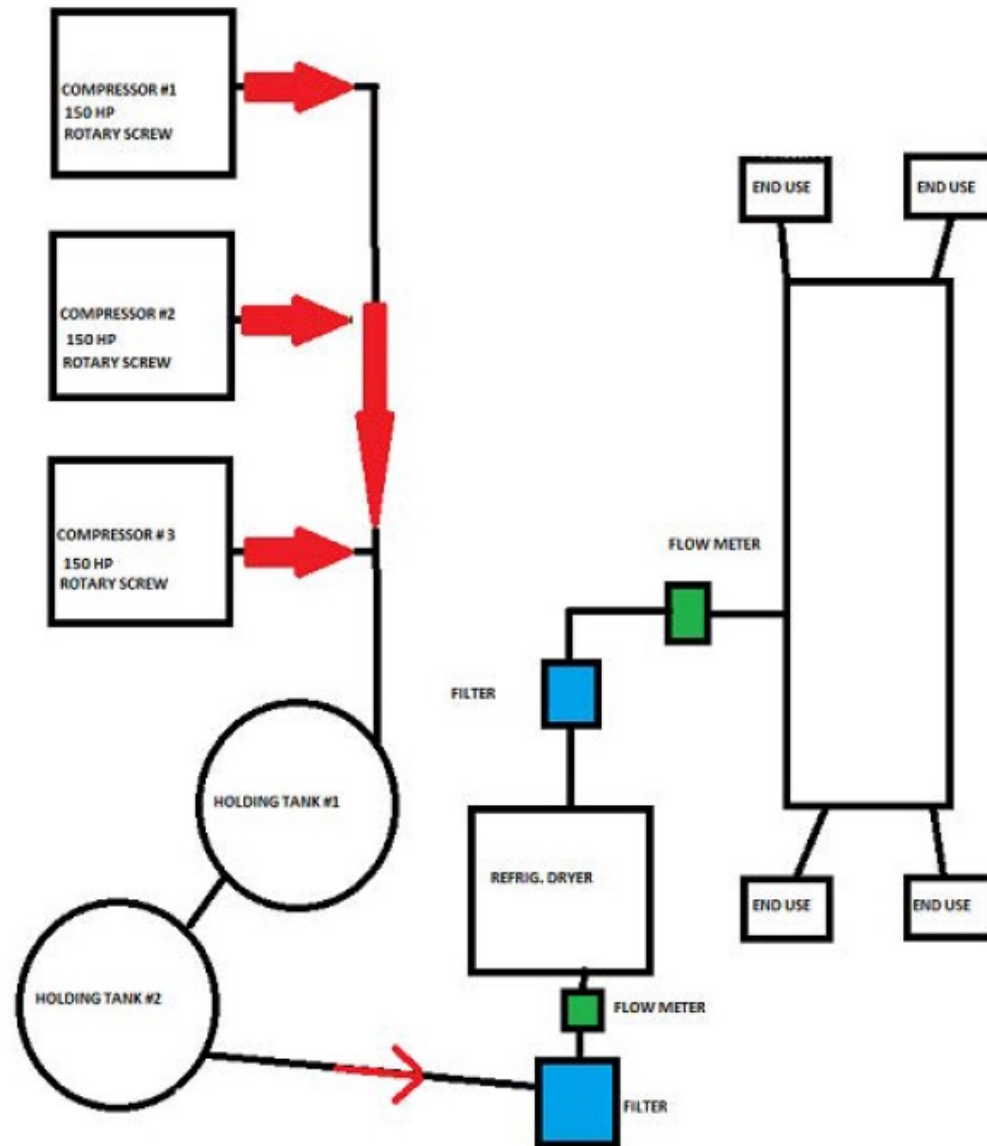 COMPRESSOR #1
150 HP
ROTARY SCREW
COMPRESSOR #2
150 HP
ROTARY SCREW
COMPRESSOR # 3
150 HP
ROTARY SCREW
HOLDING TANK #1
HOLDING TANK #2
FILTER
FLOW METER
REFRIG. DRYER
FILTER
FLOW METER
END USE
END USE
END USE
END USE